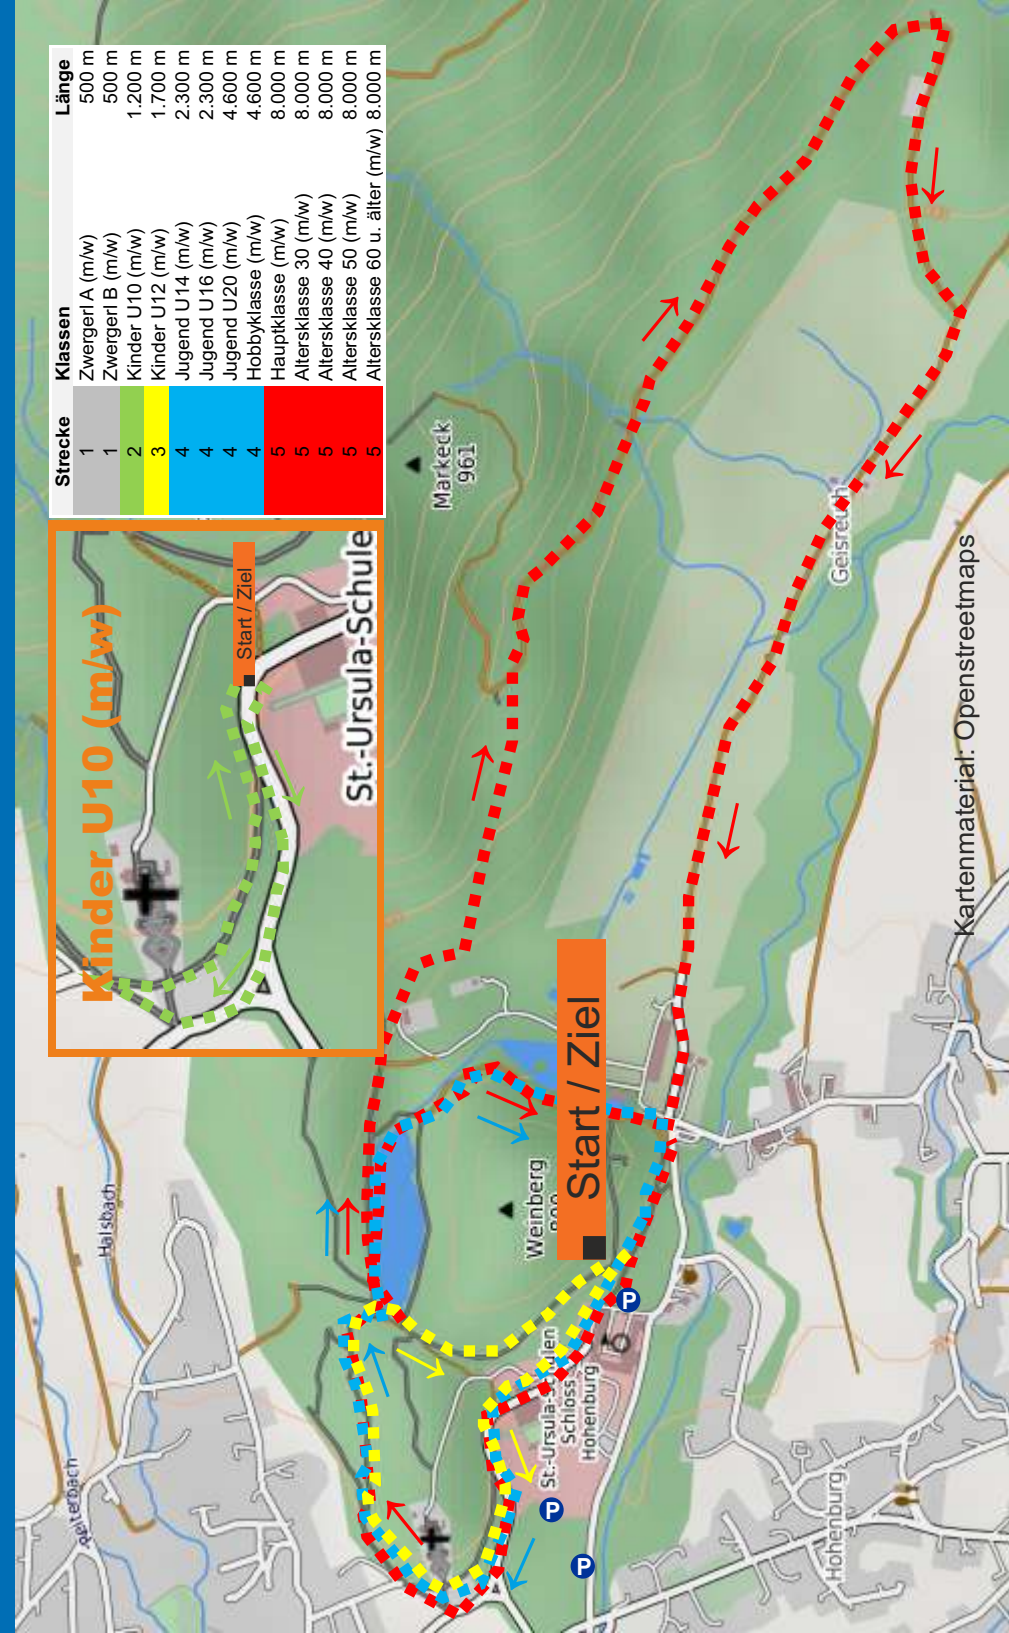 Strecke Klassen Länge
1 Zwergerl A (m/w) 500 m
1 Zwergerl B (m/w) 500 m
2 Kinder U10 (m/w) 1.200 m
3 Kinder U12 (m/w) 1.700 m
4 Jugend U14 (m/w) 2.300 m
4 Jugend U16 (m/w) 2.300 m
4 Jugend U20 (m/w) 4.600 m
4 Hobbyklasse (m/w) 4.600 m
5 Hauptklasse (m/w) 8.000 m
5 Altersklasse 30 (m/w) 8.000 m
5 Altersklasse 40 (m/w) 8.000 m
5 Altersklasse 50 (m/w) 8.000 m
5 Altersklasse 60 u. älter (m/w) 8.000 m
Kinder U10 (m/w)
Start / Ziel
St.-Ursula-Schule
Reiterbach
Halsbach
Markeck
961
Weinberg
Start / Ziel
St.-Ursula-Schulen
Schloss
Hohenburg
P
P
P
Geisreuth
Hohenburg
Kartenmaterial: Openstreetmaps